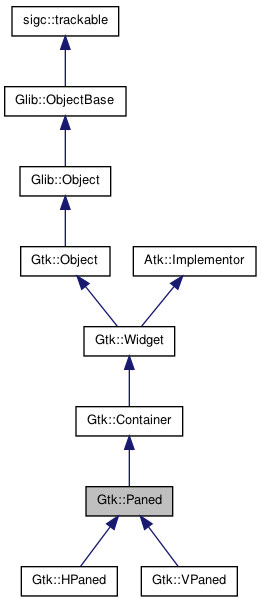 sigc::trackable
Glib::ObjectBase
Glib::Object
Gtk::Object
Atk::Implementor
Gtk::Widget
Gtk::Container
Gtk::Paned
Gtk::HPaned
Gtk::VPaned